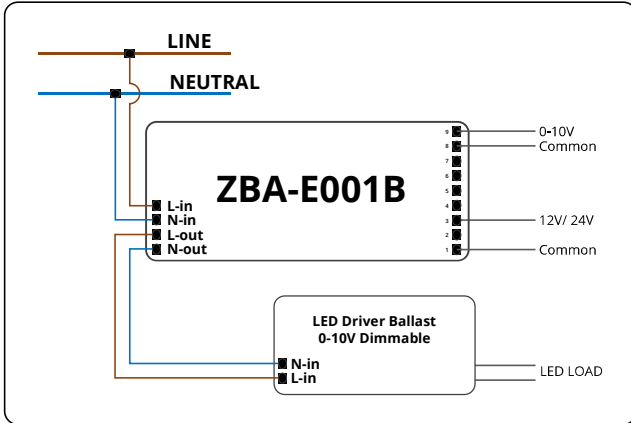 LINE
NEUTRAL
ZBA-E001B
L-in
N-in
L-out
N-out
9
8
7
6
5
4
3
2
1
0-10V
Common
12V/ 24V
Common
LED Driver Ballast
0-10V Dimmable
N-in
L-in
LED LOAD